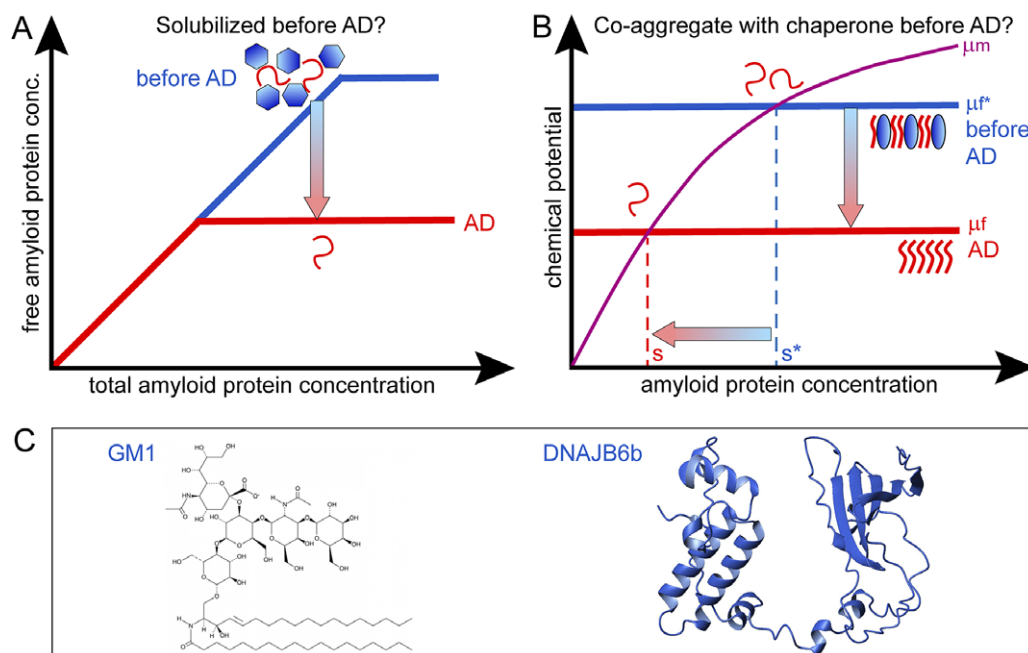 A
Solubilized before AD?
before AD
AD
free amyloid protein conc.
total amyloid protein concentration
B
Co-aggregate with chaperone before AD?
μm
μf*
before
AD
μf
AD
s
s*
chemical potential
amyloid protein concentration
C
GM1
DNAJB6b